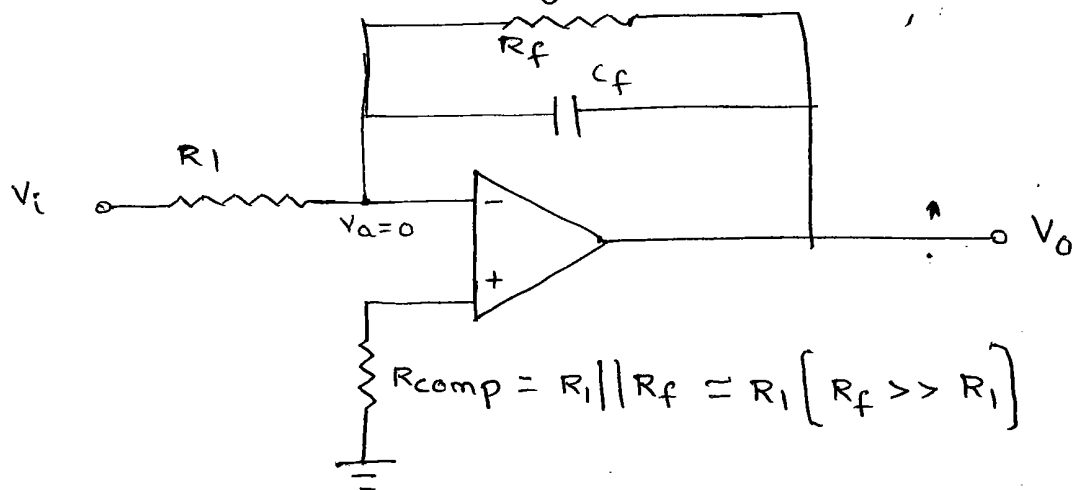 Rf
Cf
R1
Vi
Va=0
−
+
Vo
Rcomp = R1||Rf ≅ R1[Rf >> R1]